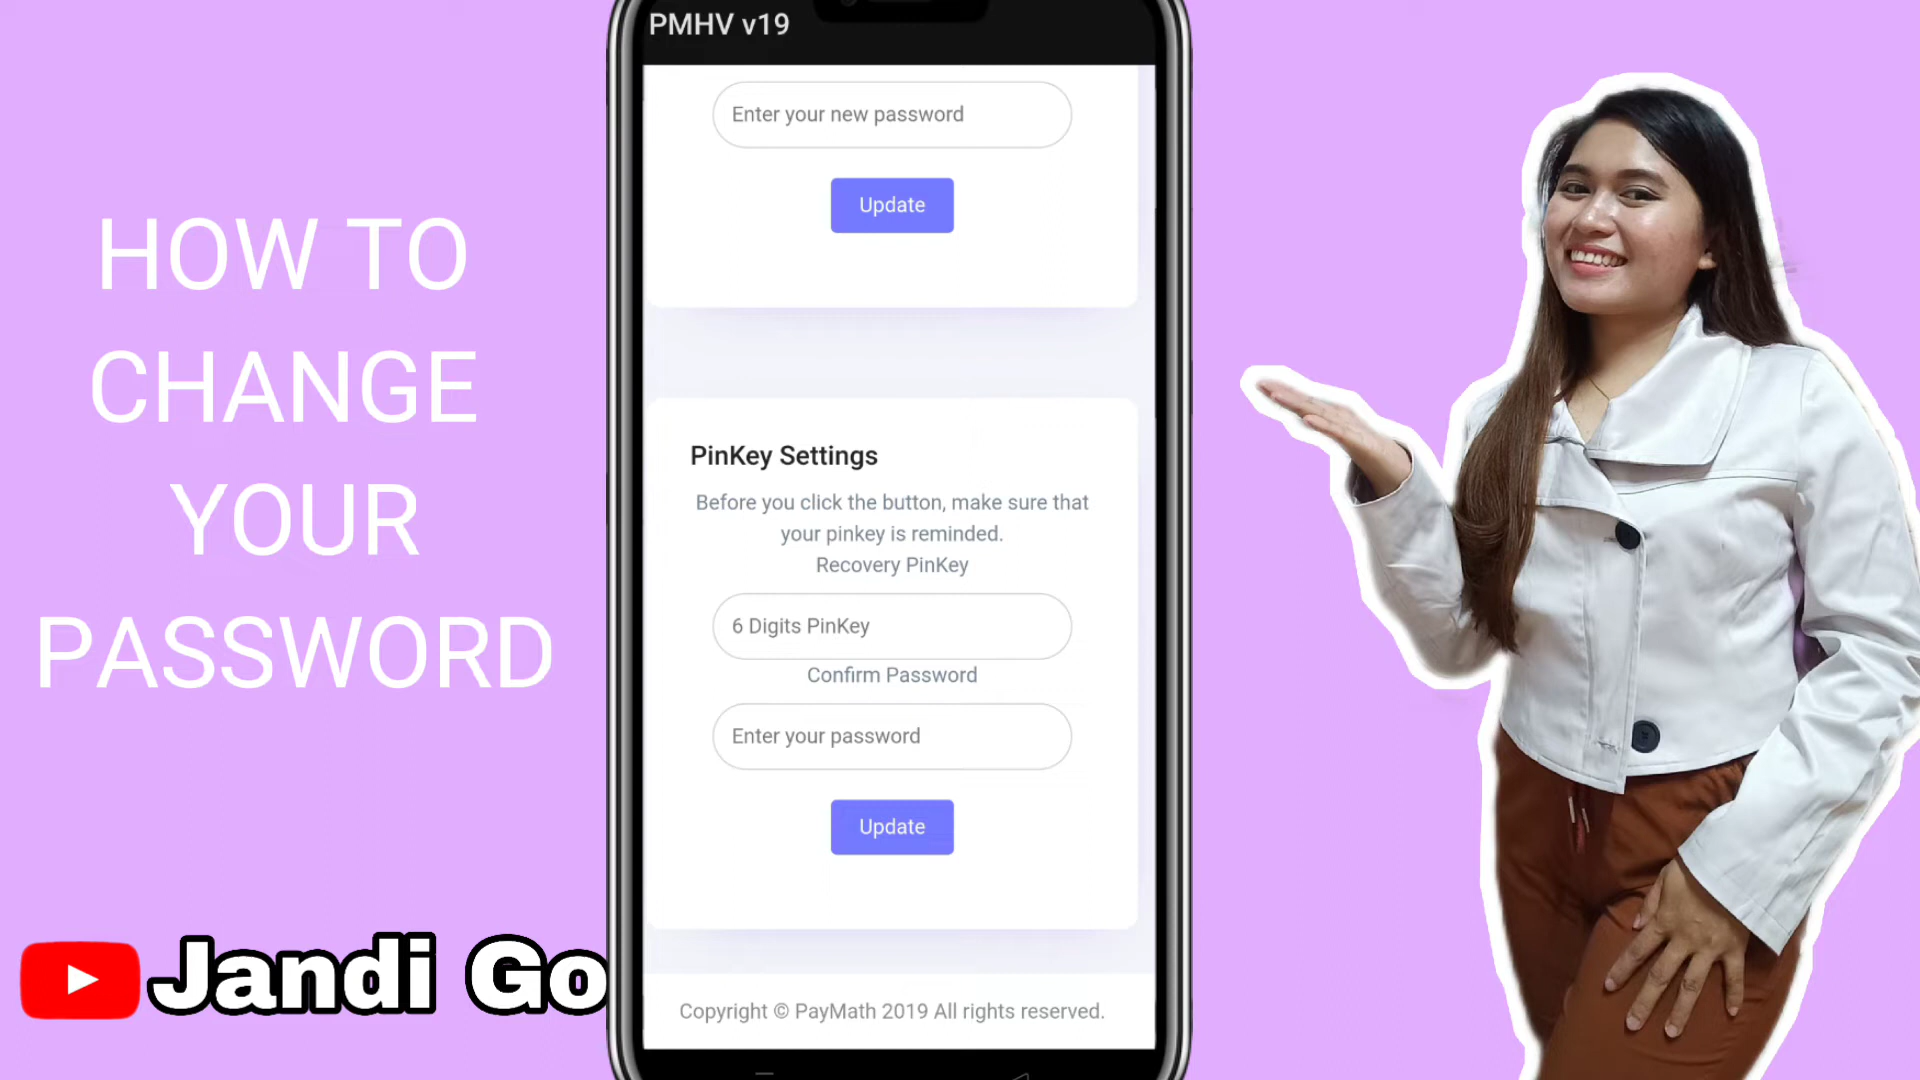 HOW TO
CHANGE
YOUR
PASSWORD
Jandi Go
PMHV v19
Enter your new password
Update
PinKey Settings
Before you click the button, make sure that
your pinkey is reminded.
Recovery PinKey
6 Digits PinKey
Confirm Password
Enter your password
Update
Copyright © PayMath 2019 All rights reserved.